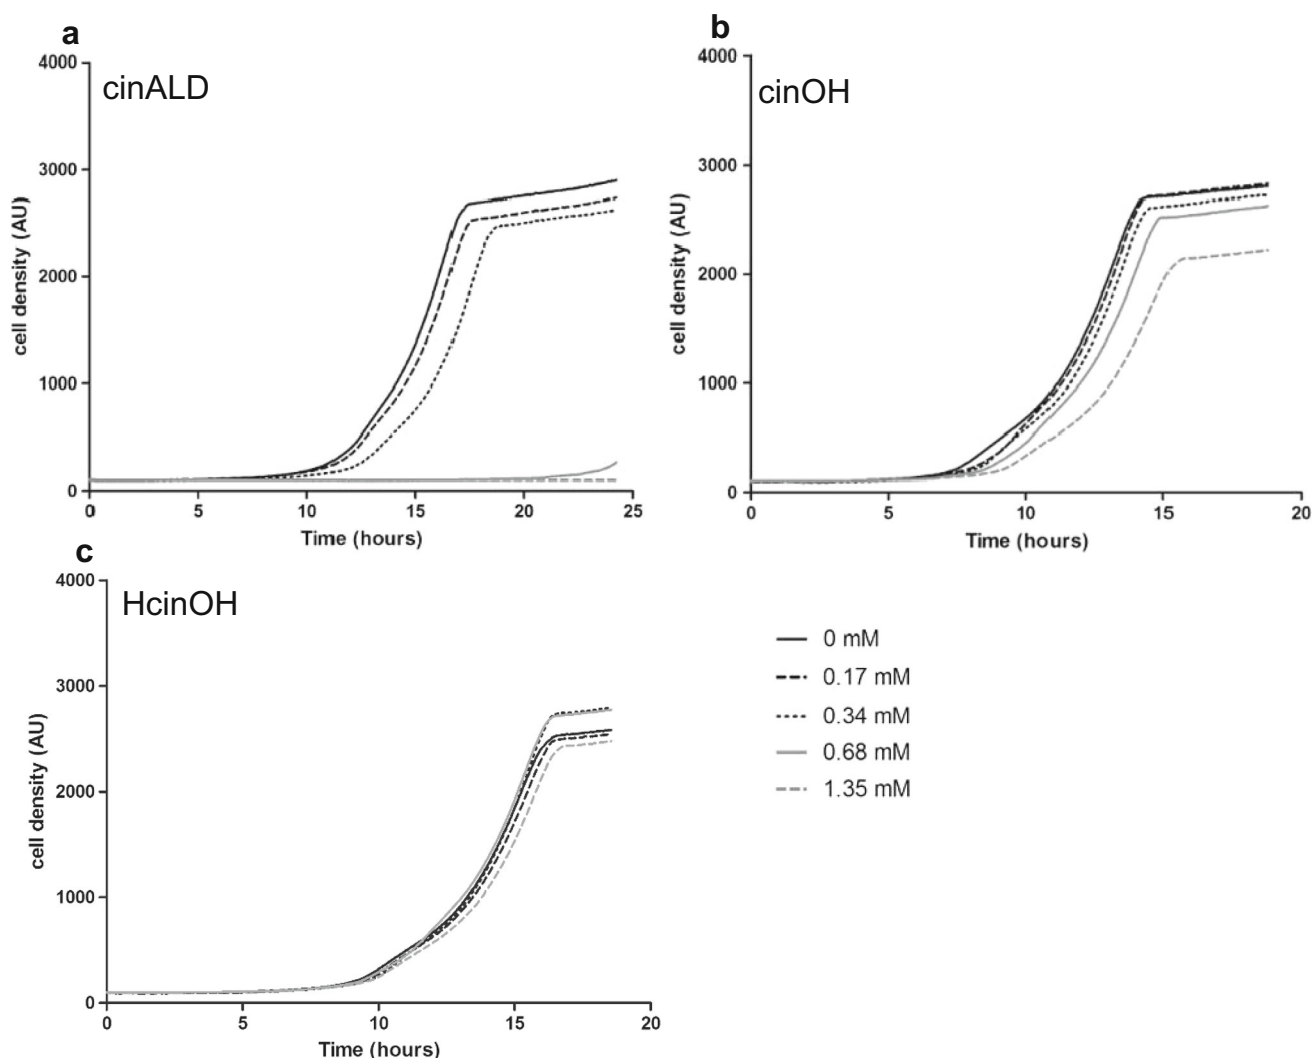 a
cinALD
4000
3000
2000
1000
0
cell density (AU)
0 5 10 15 20 25
Time (hours)
b
cinOH
4000
3000
2000
1000
0
cell density (AU)
0 5 10 15 20
Time (hours)
c
HcinOH
4000
3000
2000
1000
0
cell density (AU)
0 5 10 15 20
Time (hours)
0 mM
0.17 mM
0.34 mM
0.68 mM
1.35 mM